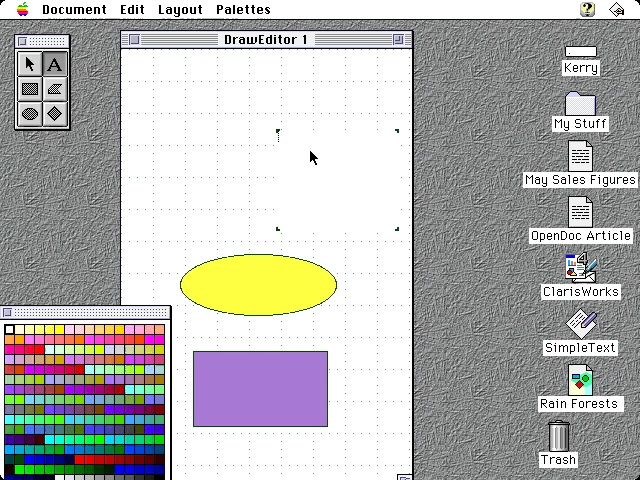 Document Edit Layout Palettes
DrawEditor 1
A
Kerry
My Stuff
May Sales Figures
OpenDoc Article
ClarisWorks
SimpleText
Rain Forests
Trash